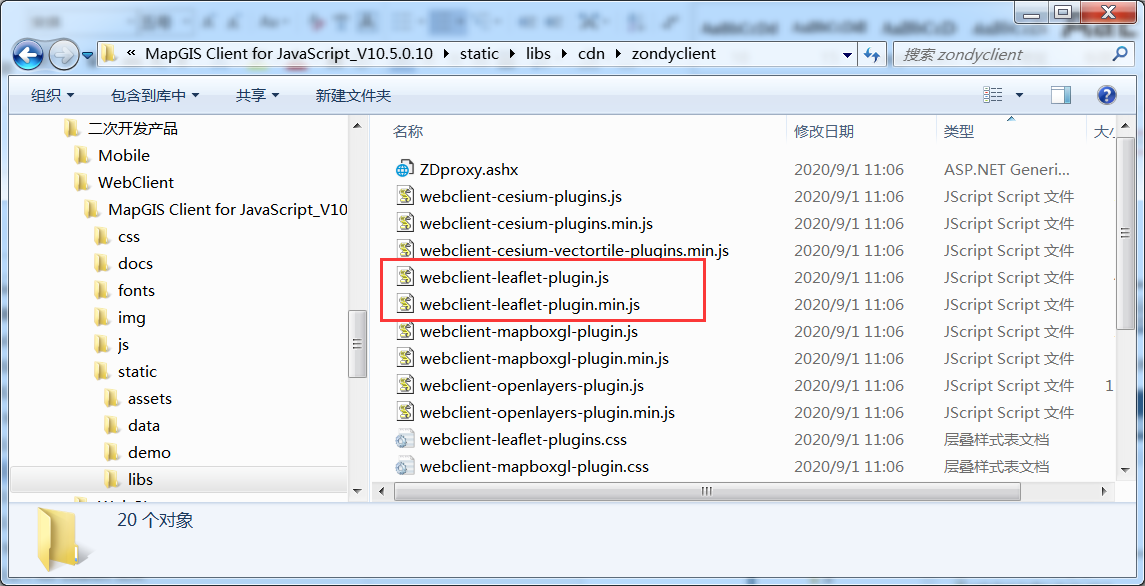 « MapGIS Client for JavaScript_V10.5.0.10 static libs cdn zondyclient
搜索 zondyclient
组织 包含到库中 共享 新建文件夹
二次开发产品
Mobile
WebClient
MapGIS Client for JavaScript_V10
css
docs
fonts
img
js
static
assets
data
demo
libs
名称 修改日期 类型
ZDproxy.ashx 2020/9/1 11:06 ASP.NET Generi...
webclient-cesium-plugins.js 2020/9/1 11:06 JScript Script 文件
webclient-cesium-plugins.min.js 2020/9/1 11:06 JScript Script 文件
webclient-cesium-vectortile-plugins.min.js 2020/9/1 11:06 JScript Script 文件
webclient-leaflet-plugin.js 2020/9/1 11:06 JScript Script 文件
webclient-leaflet-plugin.min.js 2020/9/1 11:06 JScript Script 文件
webclient-mapboxgl-plugin.js 2020/9/1 11:06 JScript Script 文件
webclient-mapboxgl-plugin.min.js 2020/9/1 11:06 JScript Script 文件
webclient-openlayers-plugin.js 2020/9/1 11:06 JScript Script 文件 1
webclient-openlayers-plugin.min.js 2020/9/1 11:06 JScript Script 文件
webclient-leaflet-plugins.css 2020/9/1 11:06 层叠样式表文档
webclient-mapboxgl-plugin.css 2020/9/1 11:06 层叠样式表文档
20 个对象